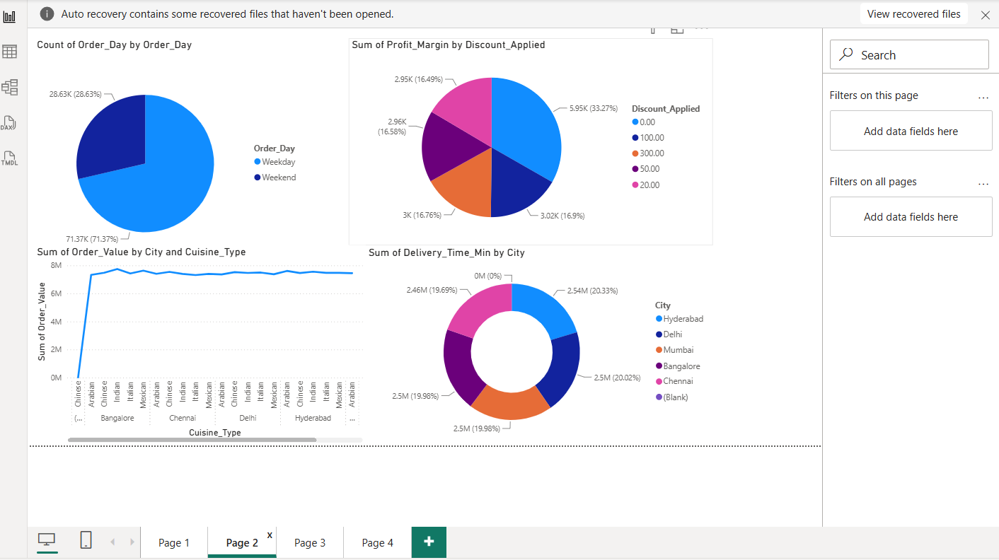 Auto recovery contains some recovered files that haven't been opened.
View recovered files
Count of Order_Day by Order_Day
28.63K (28.63%)
71.37K (71.37%)
Order_Day
Weekday
Weekend
Sum of Profit_Margin by Discount_Applied
2.95K (16.49%)
2.96K
(16.58%)
3K (16.76%)
5.95K (33.27%)
3.02K (16.9%)
Discount_Applied
0.00
100.00
300.00
50.00
20.00
Sum of Order_Value by City and Cuisine_Type
Sum of Order_Value
8M
6M
4M
2M
0M
Chinese
Arabian
Chinese
Indian
Italian
Mexican
Arabian
Chinese
Indian
Italian
Mexican
Arabian
Chinese
Indian
Italian
Mexican
Arabian
Chinese
Indian
Italian
Mexican
Arabian
(...
Bangalore
Chennai
Delhi
Hyderabad
...
Cuisine_Type
Sum of Delivery_Time_Min by City
0M (0%)
2.46M (19.69%)
2.54M (20.33%)
2.5M (20.02%)
2.5M (19.98%)
2.5M (19.98%)
City
Hyderabad
Delhi
Mumbai
Bangalore
Chennai
(Blank)
Search
Filters on this page
...
Add data fields here
Filters on all pages
...
Add data fields here
DAX
TMDL
Page 1
Page 2
x
Page 3
Page 4
+